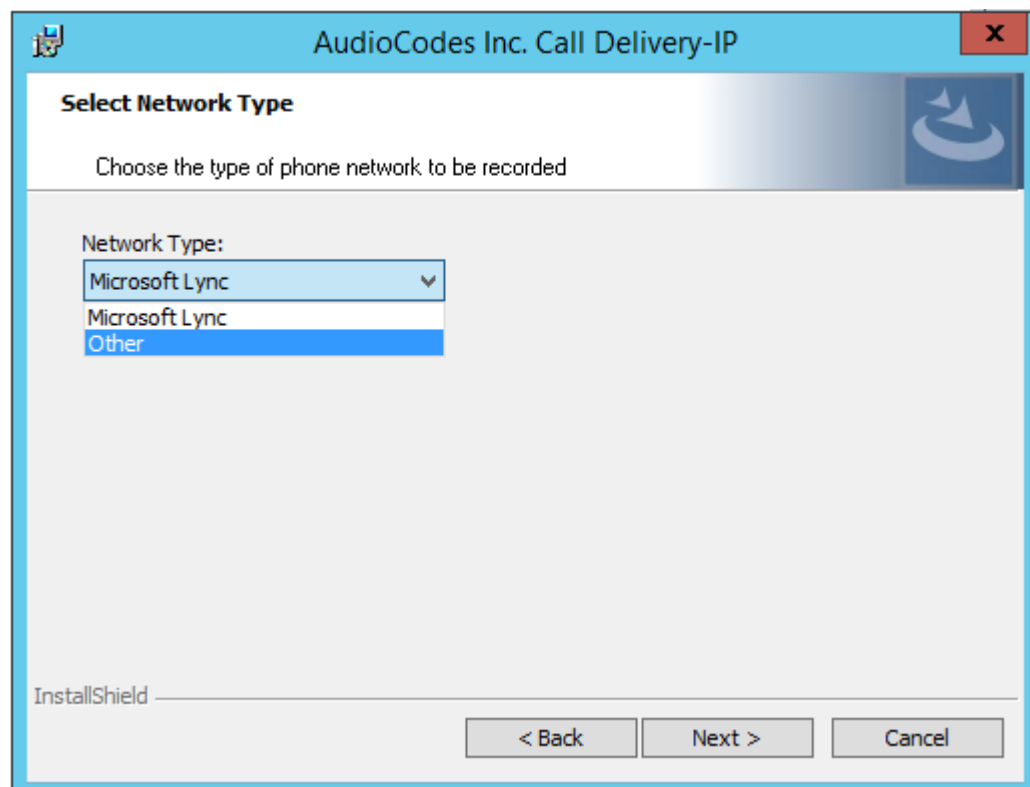 AudioCodes Inc. Call Delivery-IP
x
Select Network Type
Choose the type of phone network to be recorded
Network Type:
Microsoft Lync
Microsoft Lync
Other
InstallShield
< Back Next > Cancel